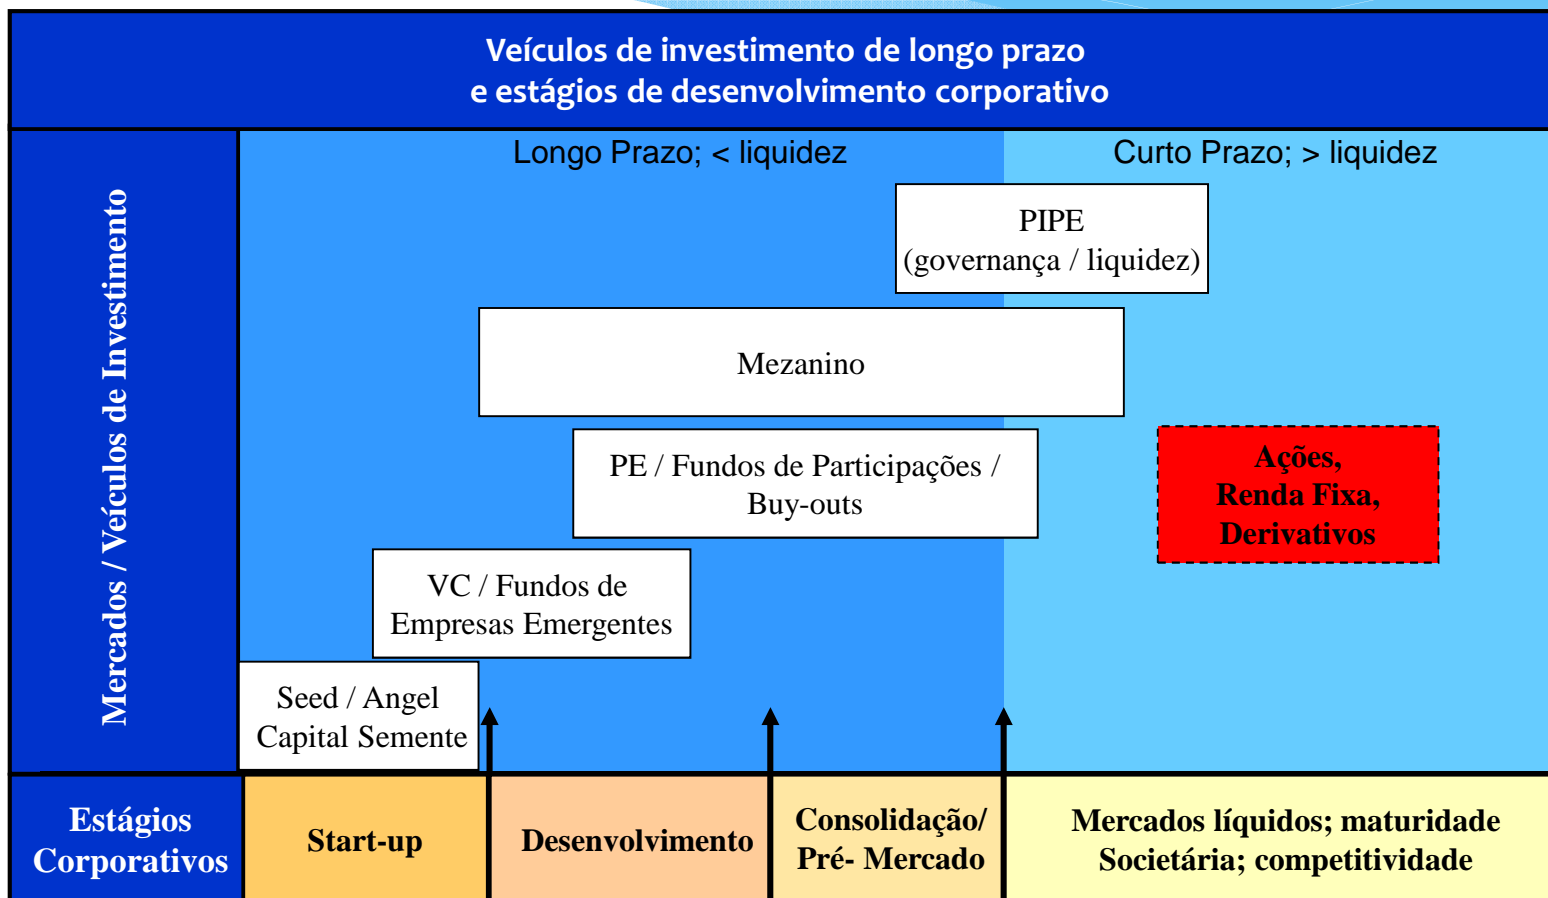 Veículos de investimento de longo prazo
e estágios de desenvolvimento corporativo
Mercados / Veículos de Investimento
Longo Prazo; < liquidez
Curto Prazo; > liquidez
PIPE
(governança / liquidez)
Mezanino
PE / Fundos de Participações /
Buy-outs
Ações,
Renda Fixa,
Derivativos
VC / Fundos de
Empresas Emergentes
Seed / Angel
Capital Semente
Estágios
Corporativos
Start-up
Desenvolvimento
Consolidação/
Pré- Mercado
Mercados líquidos; maturidade
Societária; competitividade